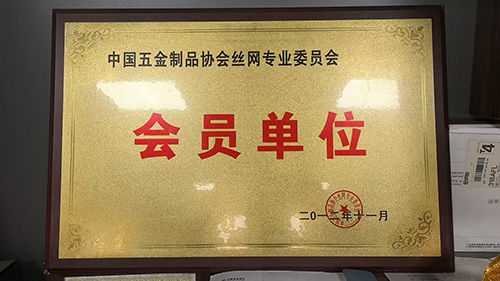 中国五金制品协会丝网专业委员会
会员单位
二〇一二年十一月